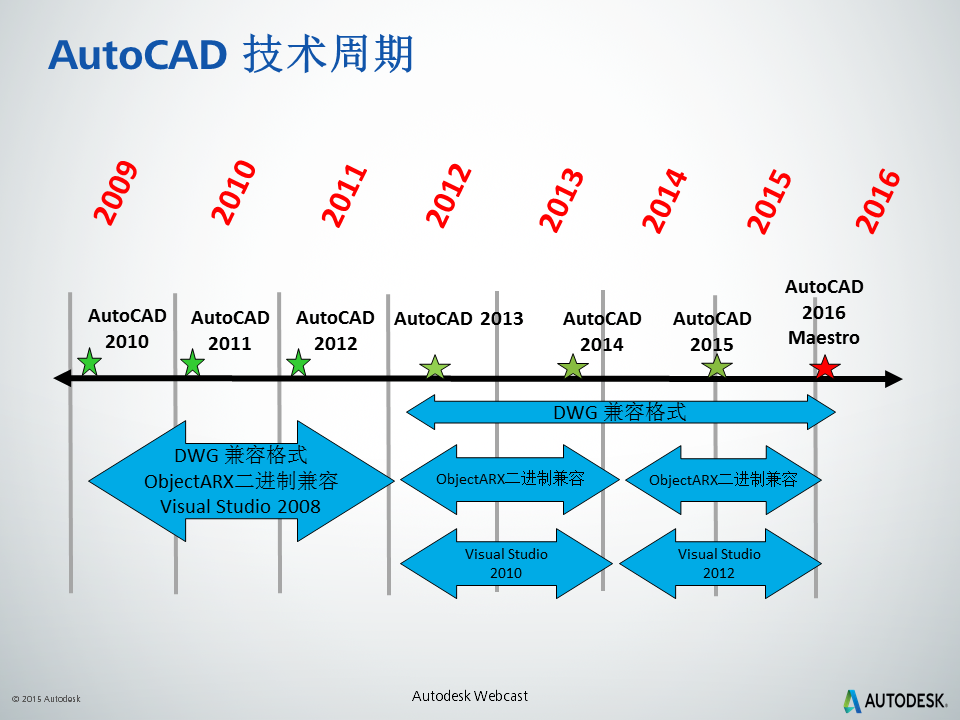 AutoCAD 技术周期
2009
2010
2011
2012
2013
2014
2015
2016
AutoCAD
2010
AutoCAD
2011
AutoCAD
2012
AutoCAD 2013
AutoCAD
2014
AutoCAD
2015
AutoCAD
2016
Maestro
DWG 兼容格式
DWG 兼容格式
ObjectARX二进制兼容
Visual Studio 2008
ObjectARX二进制兼容
ObjectARX二进制兼容
Visual Studio
2010
Visual Studio
2012
© 2015 Autodesk
Autodesk Webcast
AUTODESK.